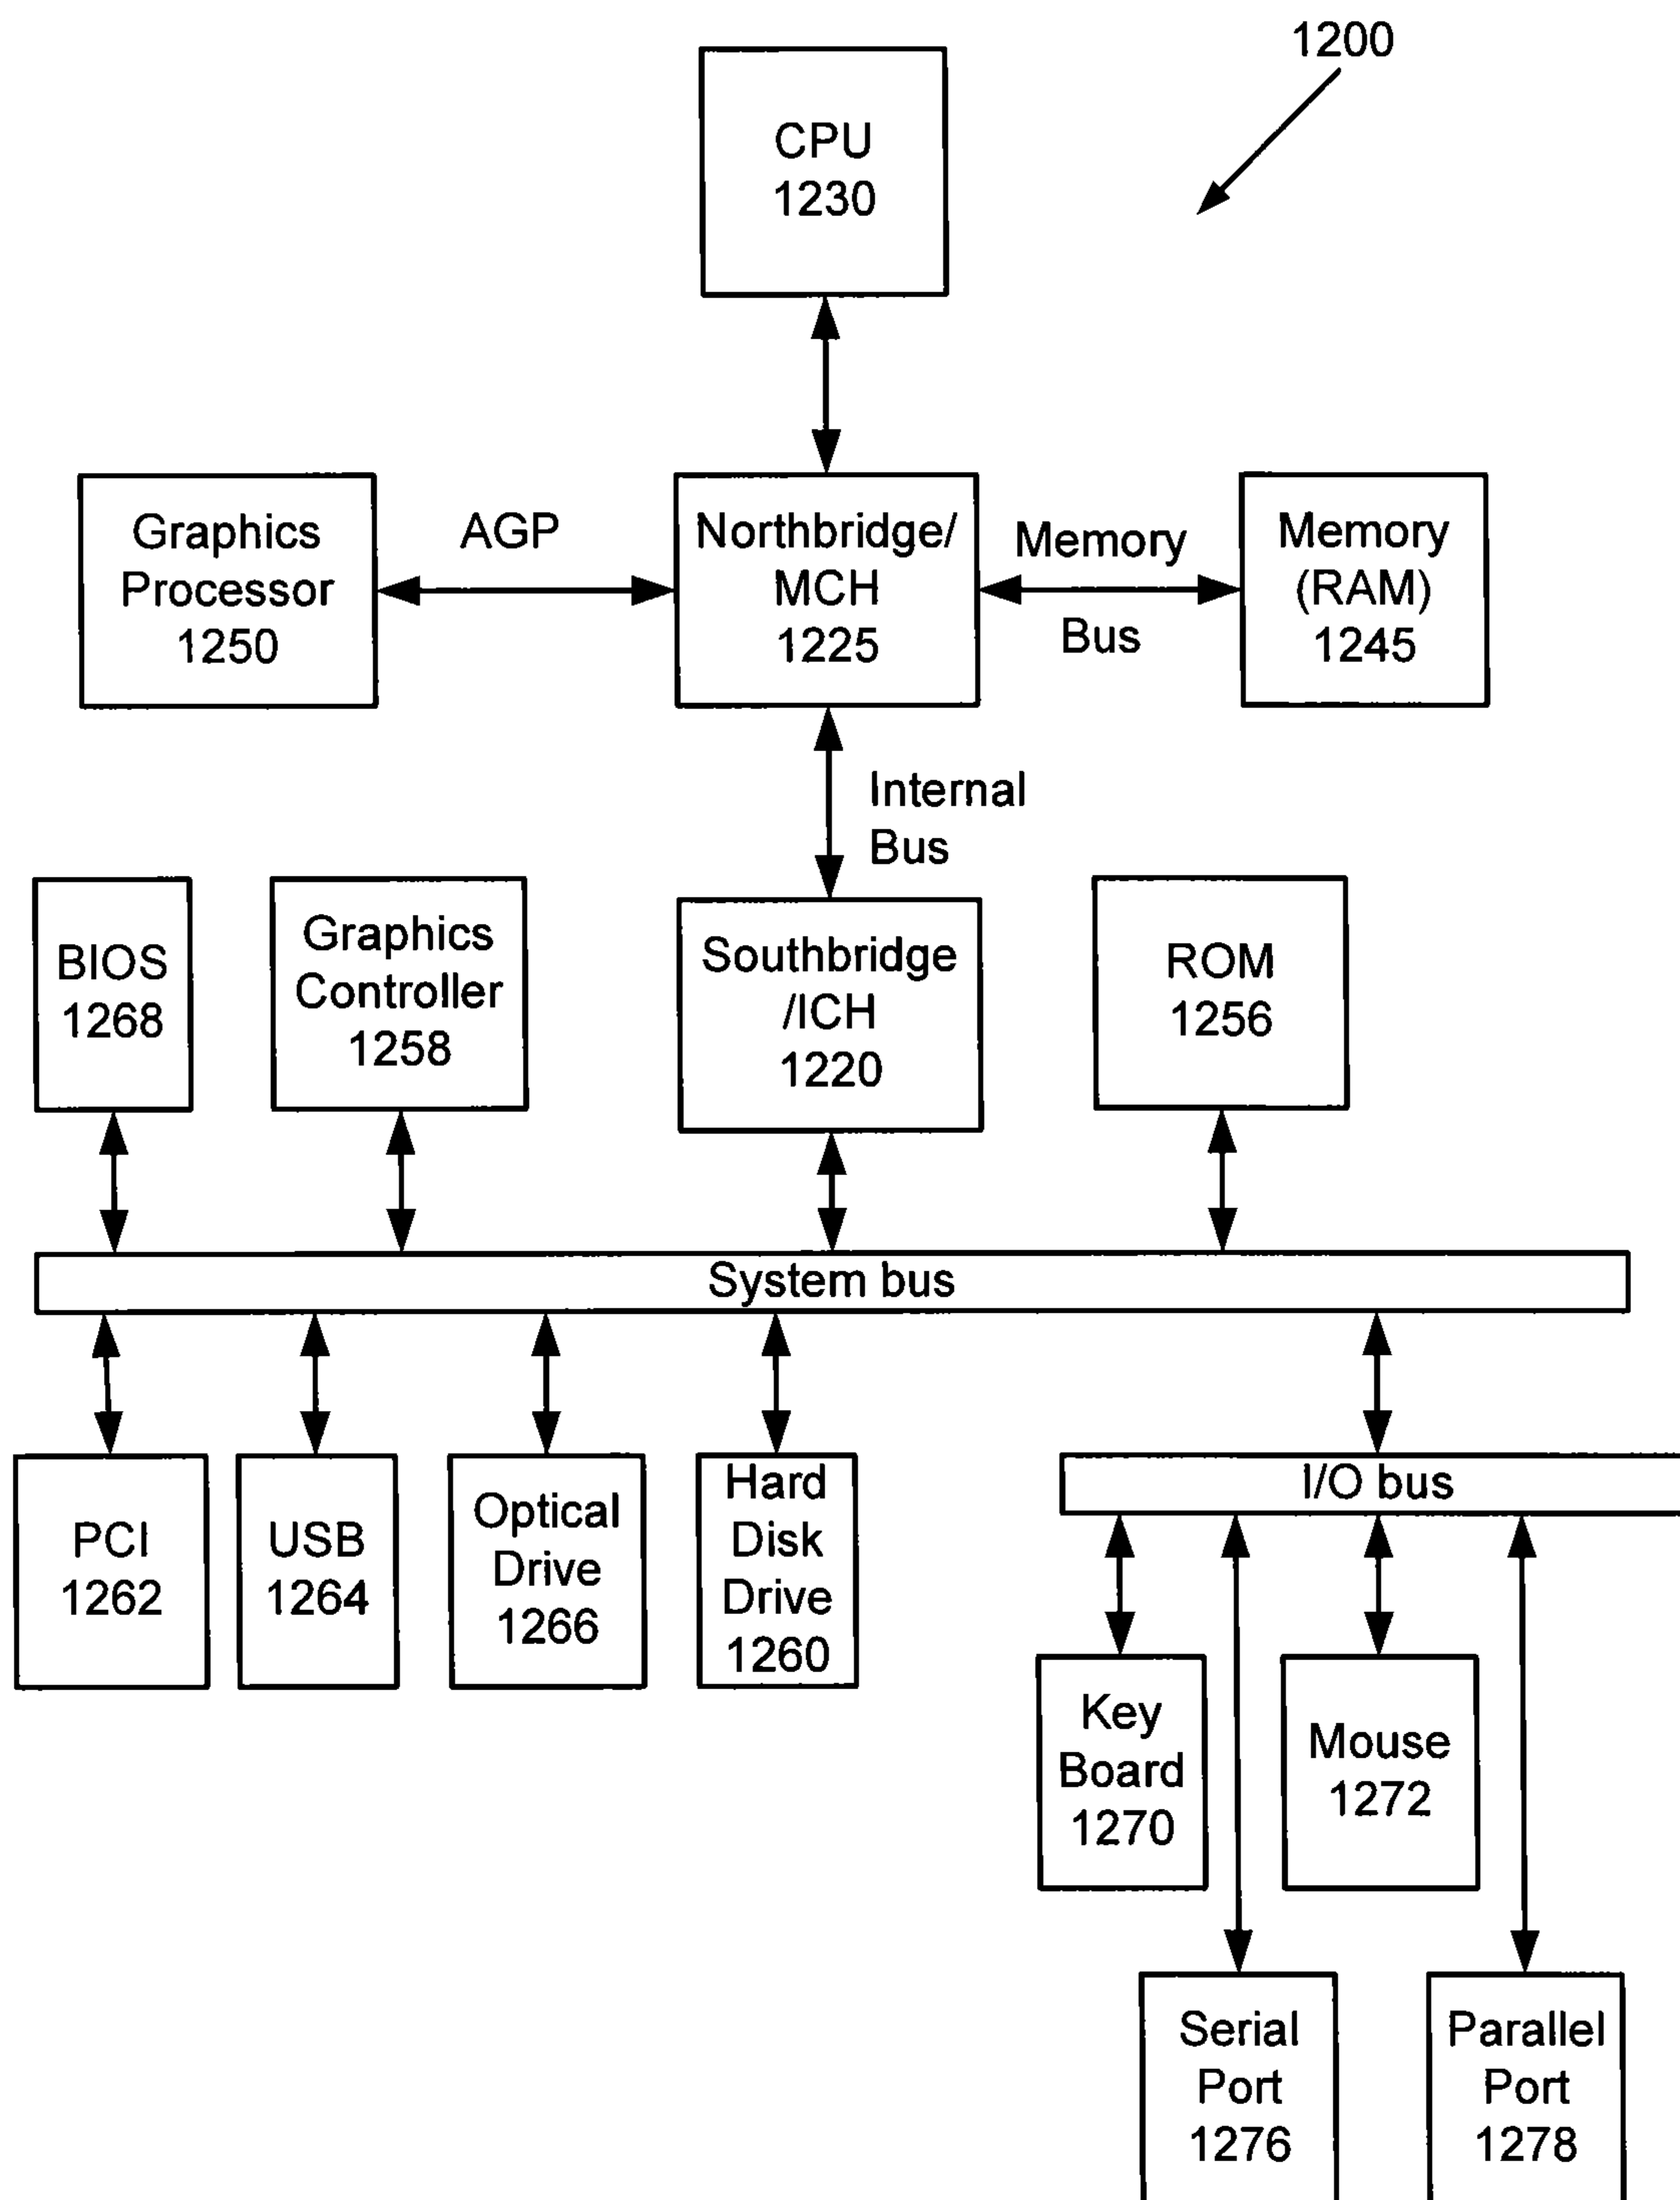 1200
CPU
1230
Graphics
Processor
1250
AGP
Northbridge/
MCH
1225
Memory
Bus
Memory
(RAM)
1245
Internal
Bus
BIOS
1268
Graphics
Controller
1258
Southbridge
/ICH
1220
ROM
1256
System bus
PCI
1262
USB
1264
Optical
Drive
1266
Hard
Disk
Drive
1260
I/O bus
Key
Board
1270
Mouse
1272
Serial
Port
1276
Parallel
Port
1278